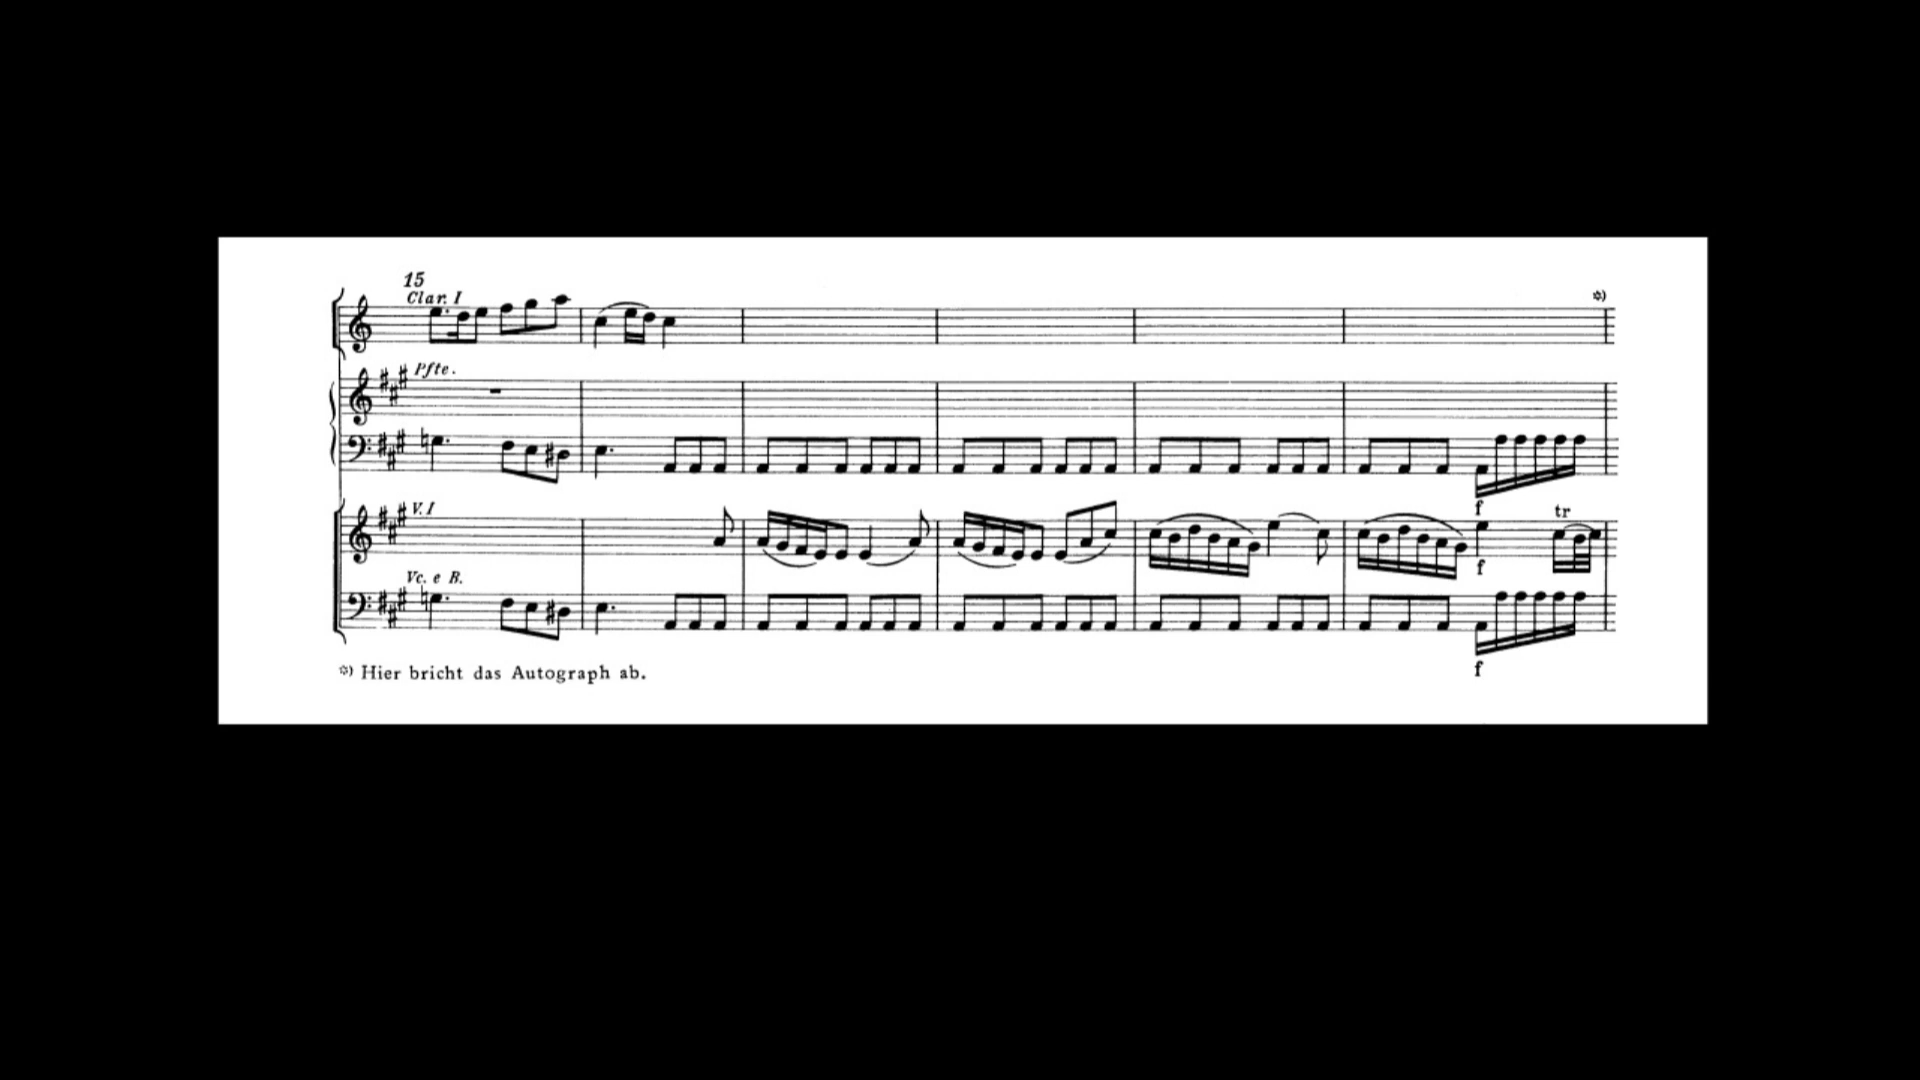 15
Clar. I
*)
Pfte.
f
V. I
tr
f
Vc. e B.
f
*) Hier bricht das Autograph ab.